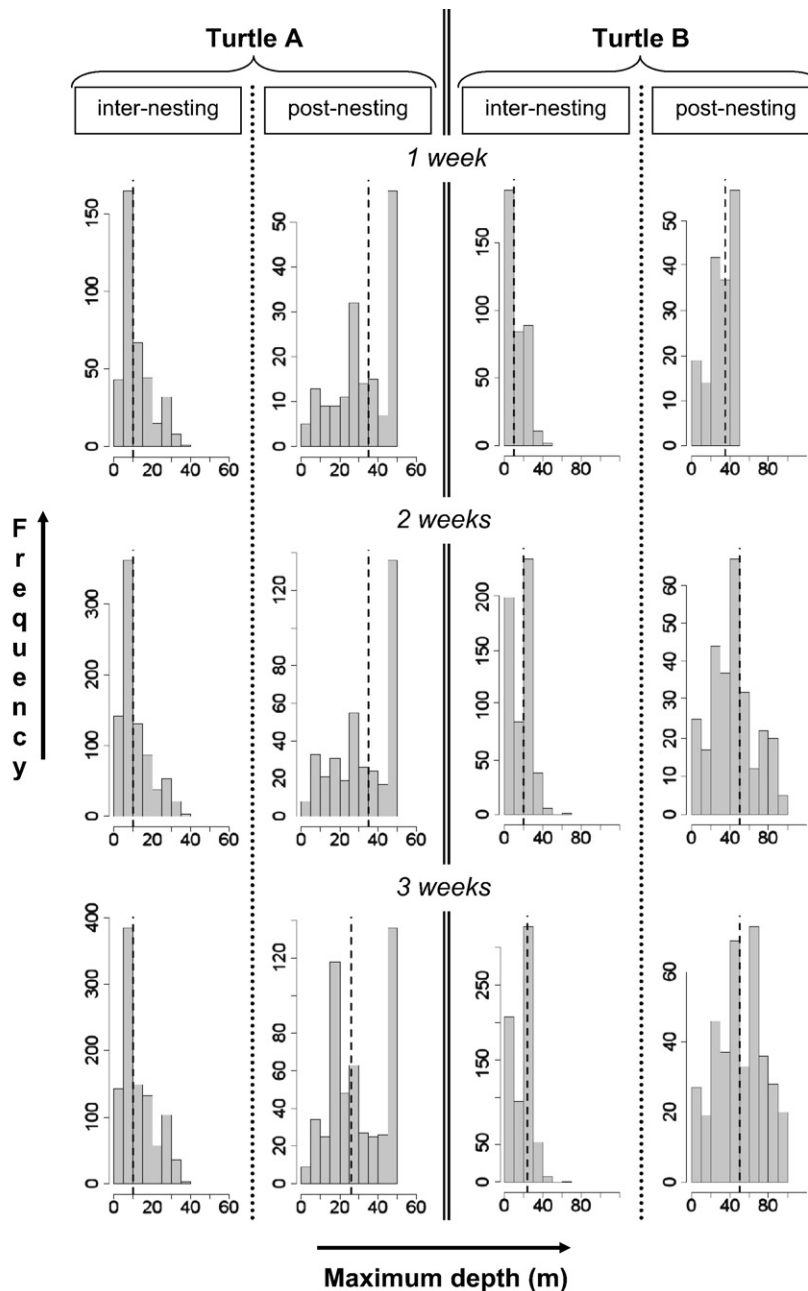 Turtle A
Turtle B
inter-nesting
post-nesting
inter-nesting
post-nesting
1 week
0 50 100 150
0 20 40 60
0 10 20 30 40 50
0 20 40 60
0 50 100 150
0 40 80
0 10 20 30 40 50
0 40 80
2 weeks
Frequency
0 100 200 300
0 20 40 60
0 20 40 60 80 120
0 20 40 60
0 50 100 150 200
0 40 80
0 10 20 30 40 50 60
0 40 80
3 weeks
0 100 200 300 400
0 20 40 60
0 20 40 60 80 120
0 20 40 60
0 50 150 250
0 40 80
0 20 40 60
0 40 80
Maximum depth (m)